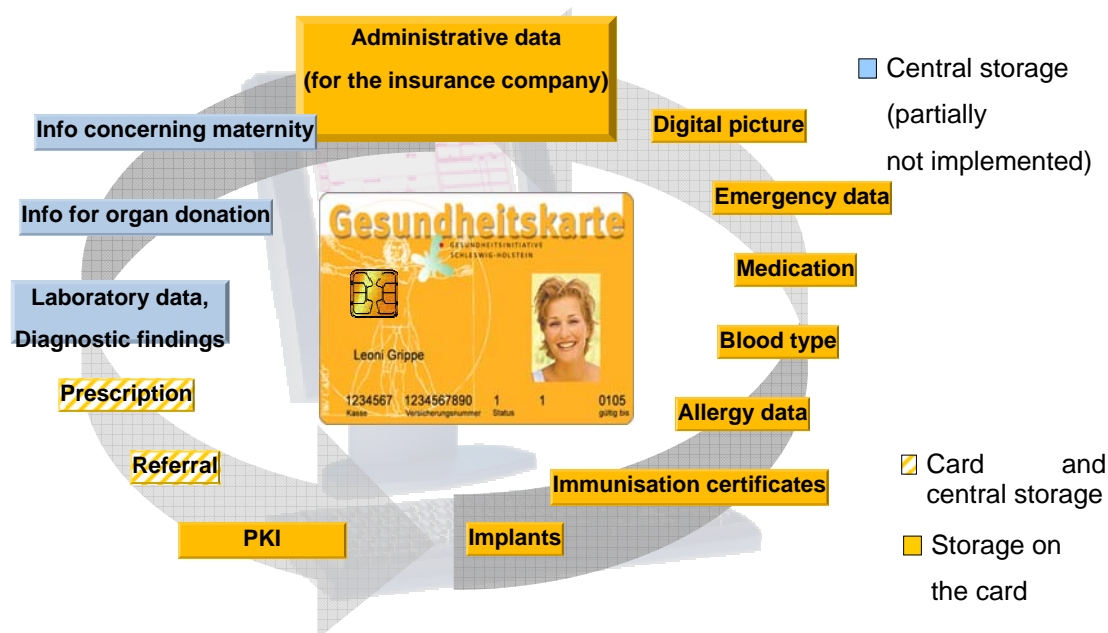 Administrative data
(for the insurance company)
Central storage
(partially
not implemented)
Info concerning maternity
Digital picture
Info for organ donation
Emergency data
Gesundheitskarte
GESUNDHEITSINITIATIVE
SCHLESWIG-HOLSTEIN
Laboratory data,
Diagnostic findings
Medication
Blood type
Leoni Grippe
Prescription
1234567 1234567890 1 1 0105
Kasse Versicherungsnummer Status gültig bis
Allergy data
Referral
Card and
central storage
Immunisation certificates
PKI
Implants
Storage on
the card